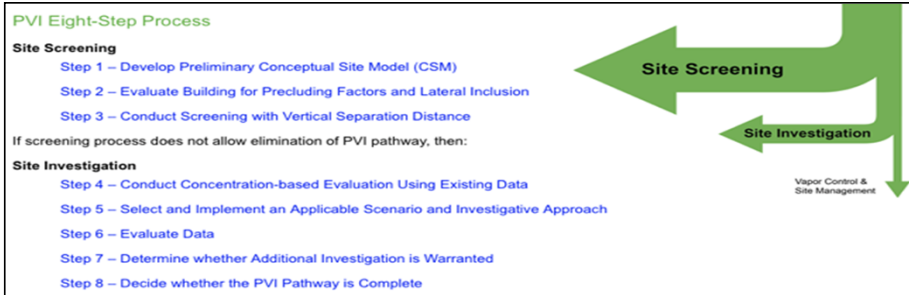 PVI Eight-Step Process
Site Screening
Step 1 – Develop Preliminary Conceptual Site Model (CSM)
Step 2 – Evaluate Building for Precluding Factors and Lateral Inclusion
Step 3 – Conduct Screening with Vertical Separation Distance
If screening process does not allow elimination of PVI pathway, then:
Site Investigation
Step 4 – Conduct Concentration-based Evaluation Using Existing Data
Step 5 – Select and Implement an Applicable Scenario and Investigative Approach
Step 6 – Evaluate Data
Step 7 – Determine whether Additional Investigation is Warranted
Step 8 – Decide whether the PVI Pathway is Complete
Site Screening
Site Investigation
Vapor Control &
Site Management